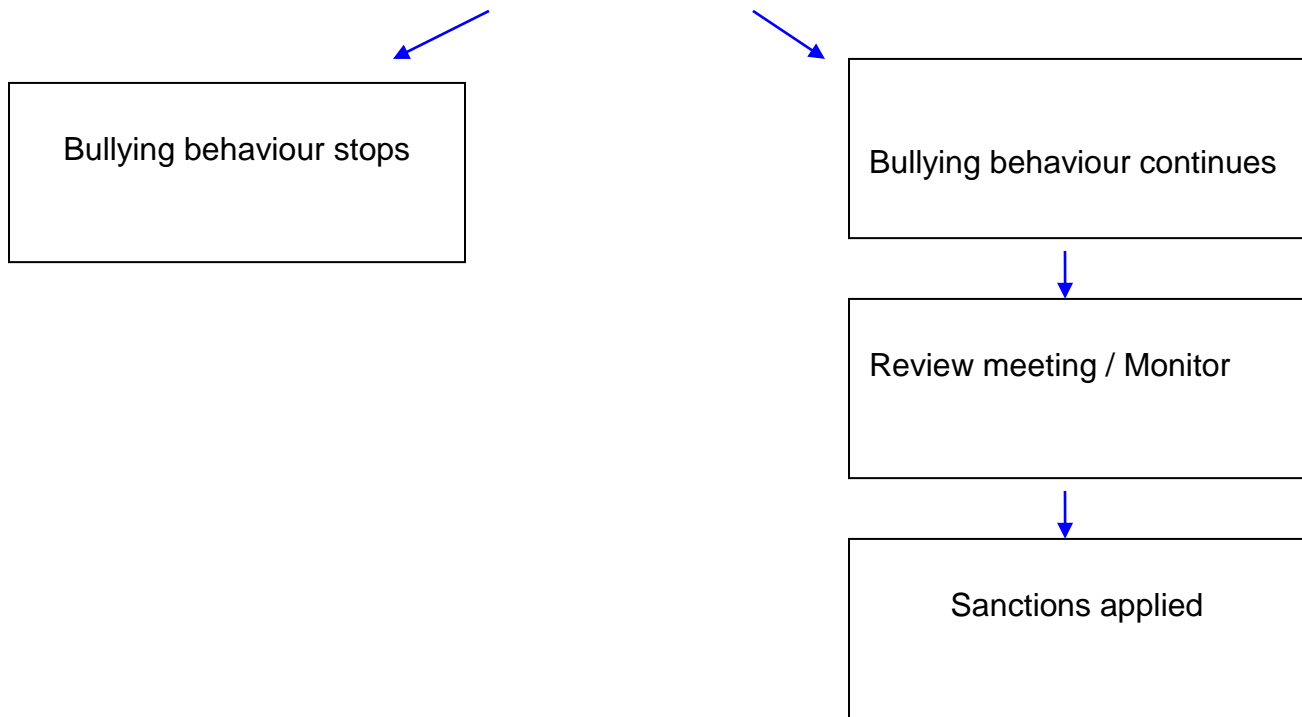 Bullying behaviour stops
Bullying behaviour continues
Review meeting / Monitor
Sanctions applied